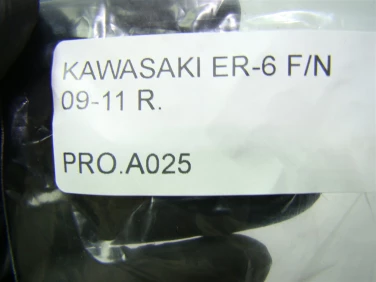 KAWASAKI ER-6 F/N
09-11 R.
PRO.A025